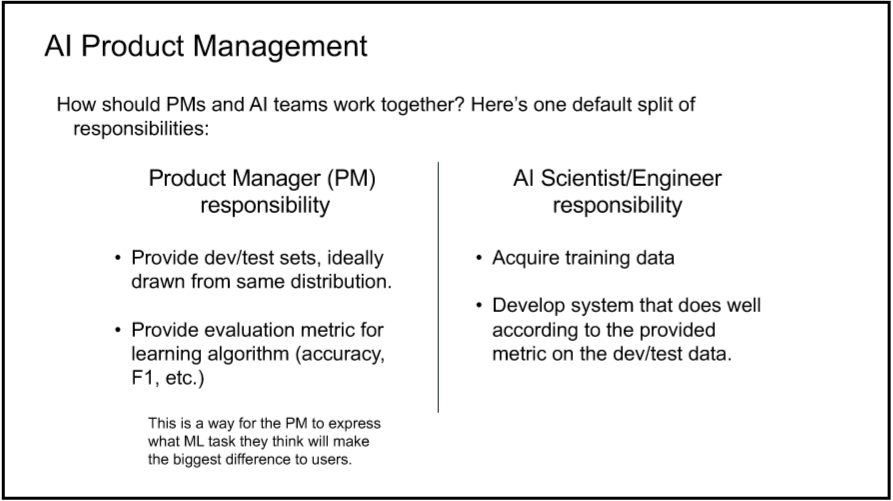 AI Product Management
How should PMs and AI teams work together? Here's one default split of
responsibilities:
Product Manager (PM)
responsibility
• Provide dev/test sets, ideally
drawn from same distribution.
• Provide evaluation metric for
learning algorithm (accuracy,
F1, etc.)
This is a way for the PM to express
what ML task they think will make
the biggest difference to users.
AI Scientist/Engineer
responsibility
• Acquire training data
• Develop system that does well
according to the provided
metric on the dev/test data.